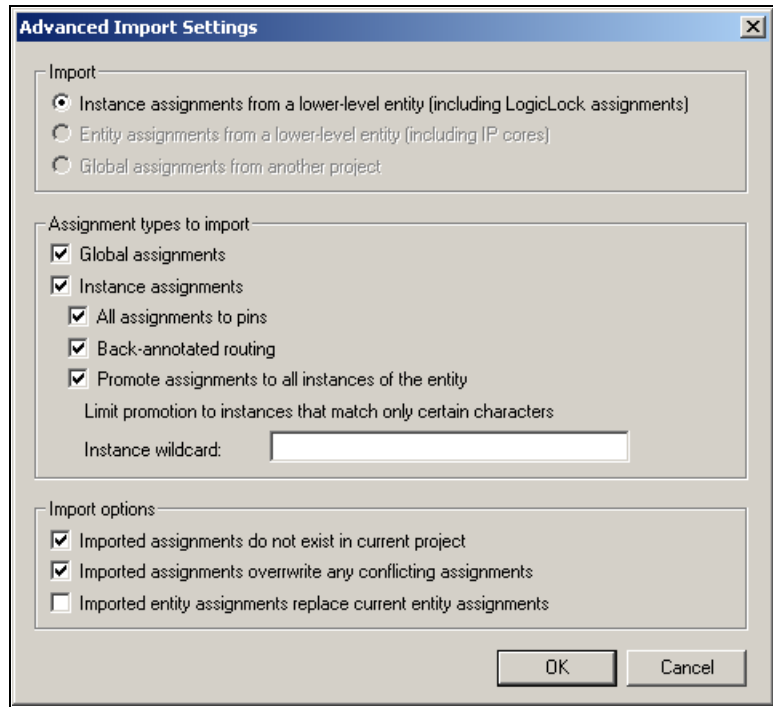 Advanced Import Settings
Import
Instance assignments from a lower-level entity (including LogicLock assignments)
Entity assignments from a lower-level entity (including IP cores)
Global assignments from another project
Assignment types to import
Global assignments
Instance assignments
All assignments to pins
Back-annotated routing
Promote assignments to all instances of the entity
Limit promotion to instances that match only certain characters
Instance wildcard:
Import options
Imported assignments do not exist in current project
Imported assignments overrwrite any conflicting assignments
Imported entity assignments replace current entity assignments
OK Cancel